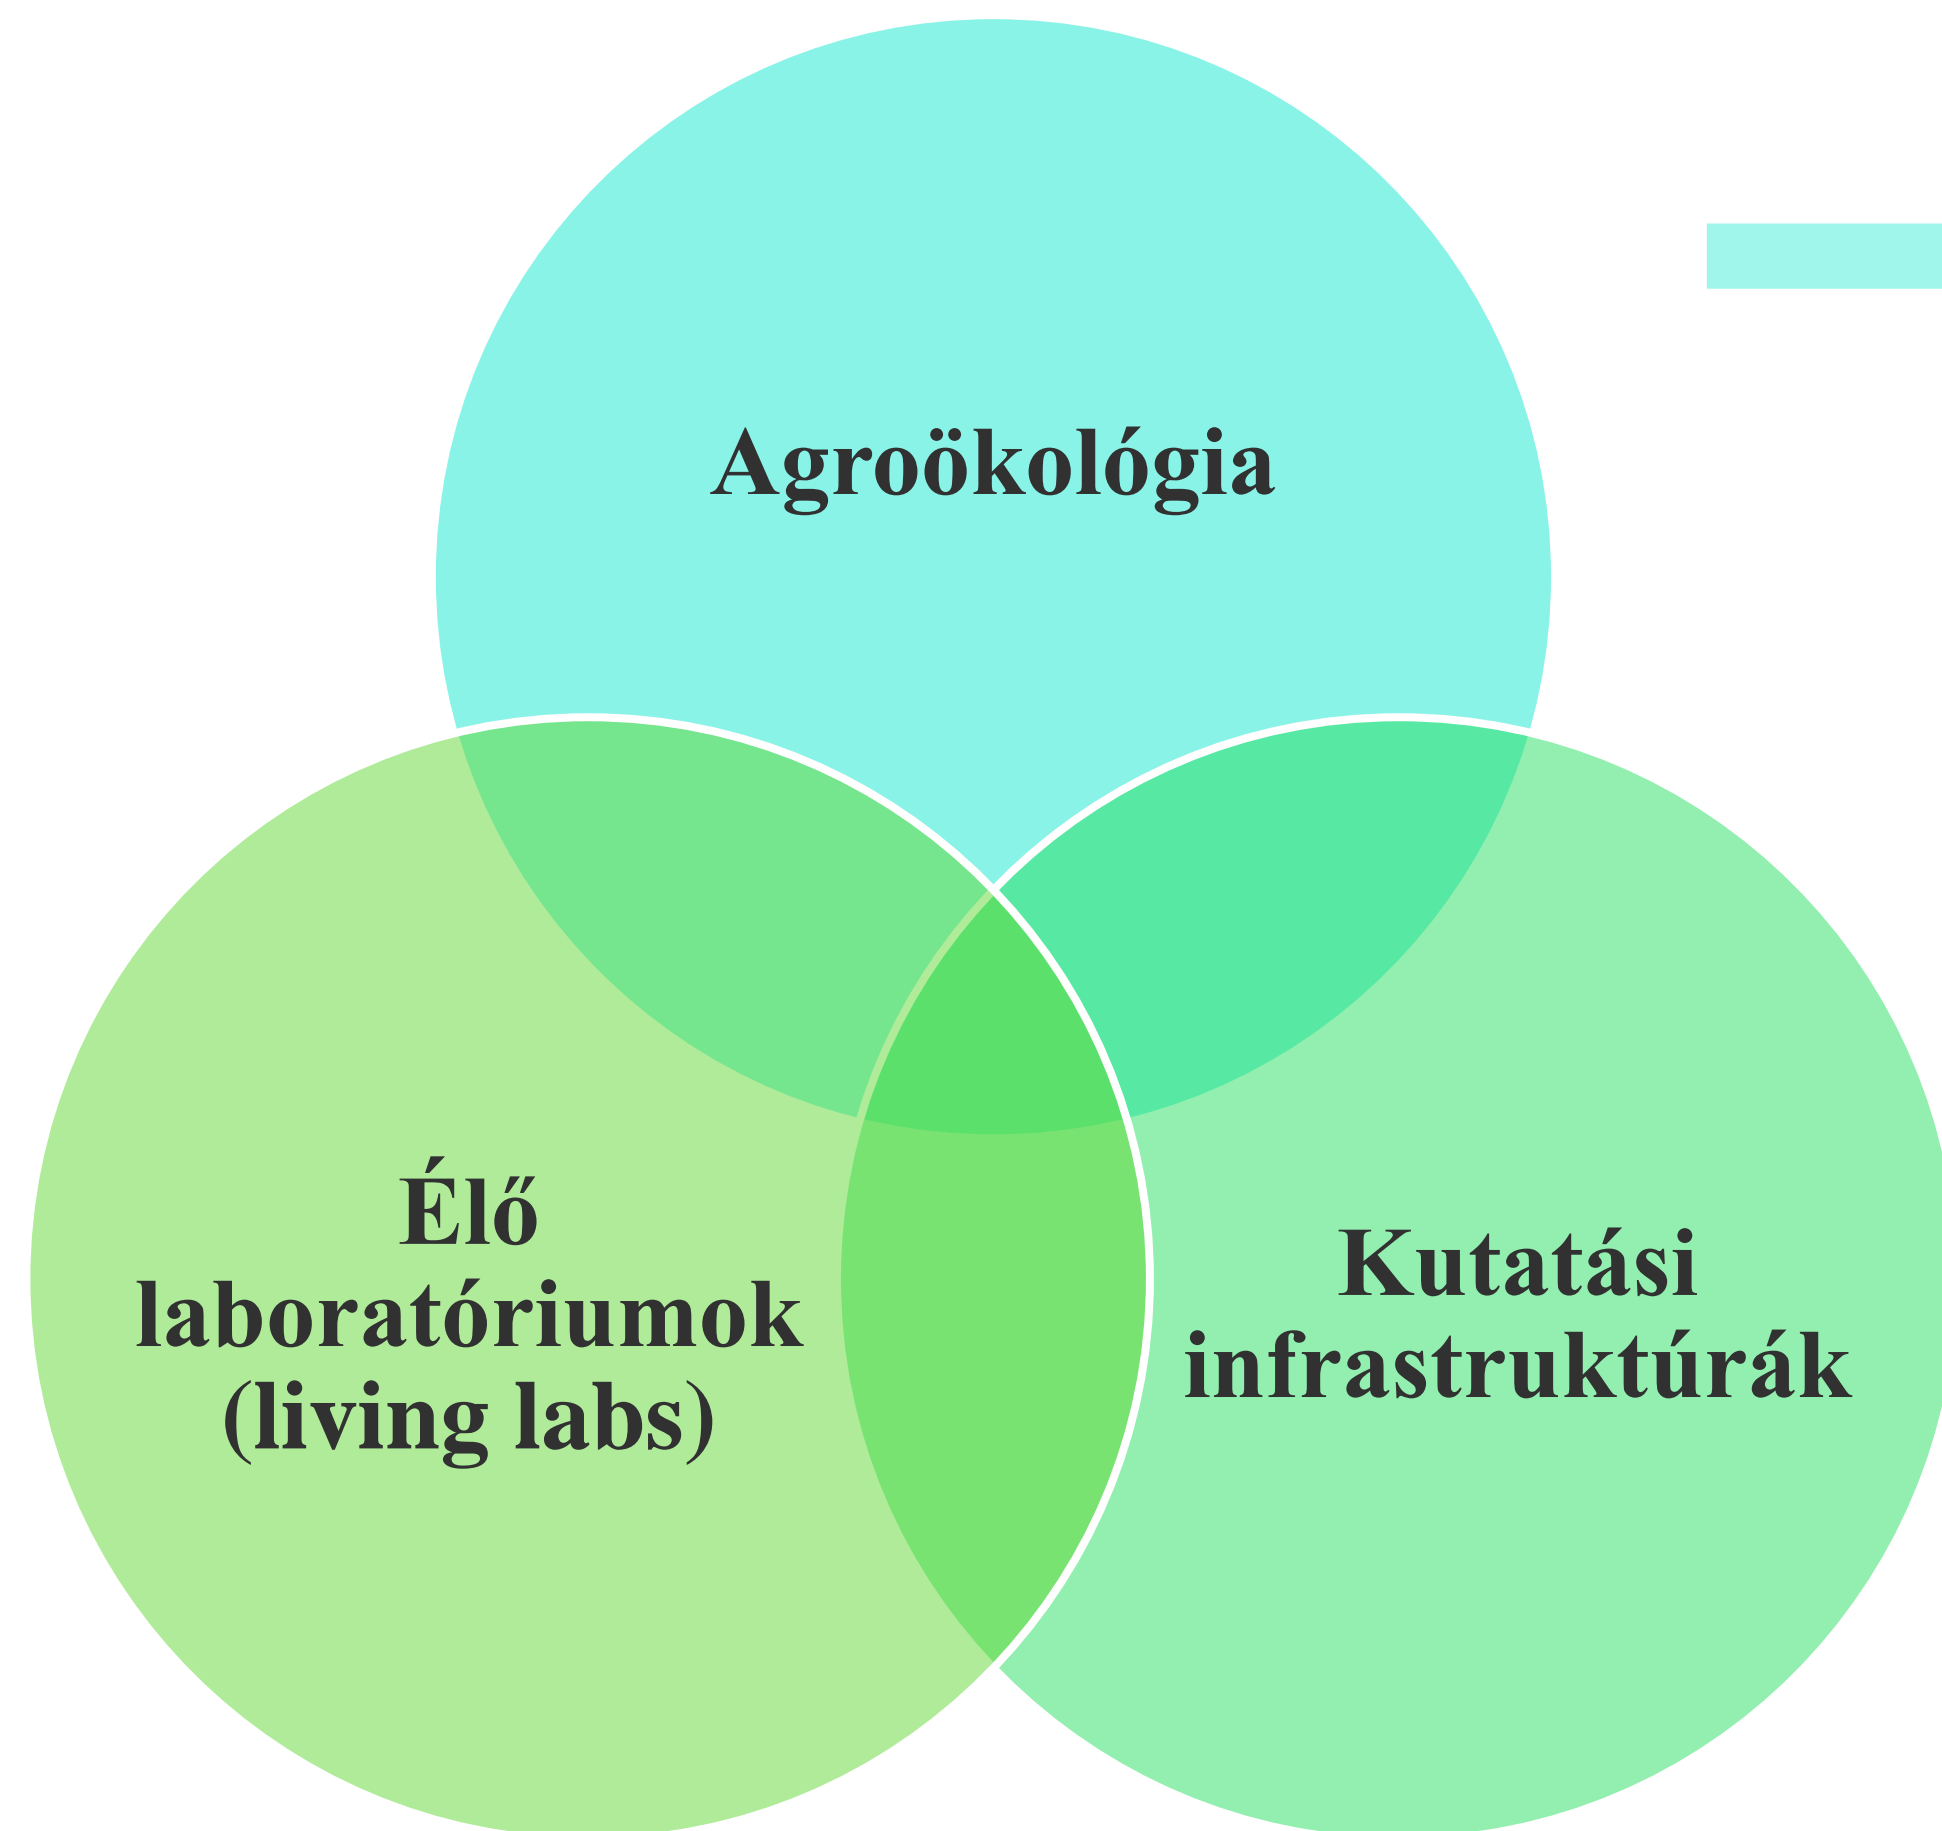 Agroökológia
Élő
laboratóriumok
(living labs)
Kutatási
infrastruktúrák